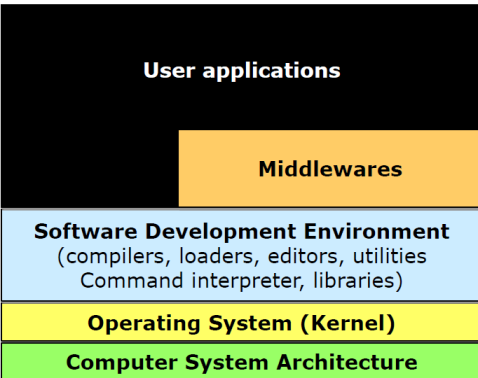 User applications
Middlewares
Software Development Environment
(compilers, loaders, editors, utilities
Command interpreter, libraries)
Operating System (Kernel)
Computer System Architecture